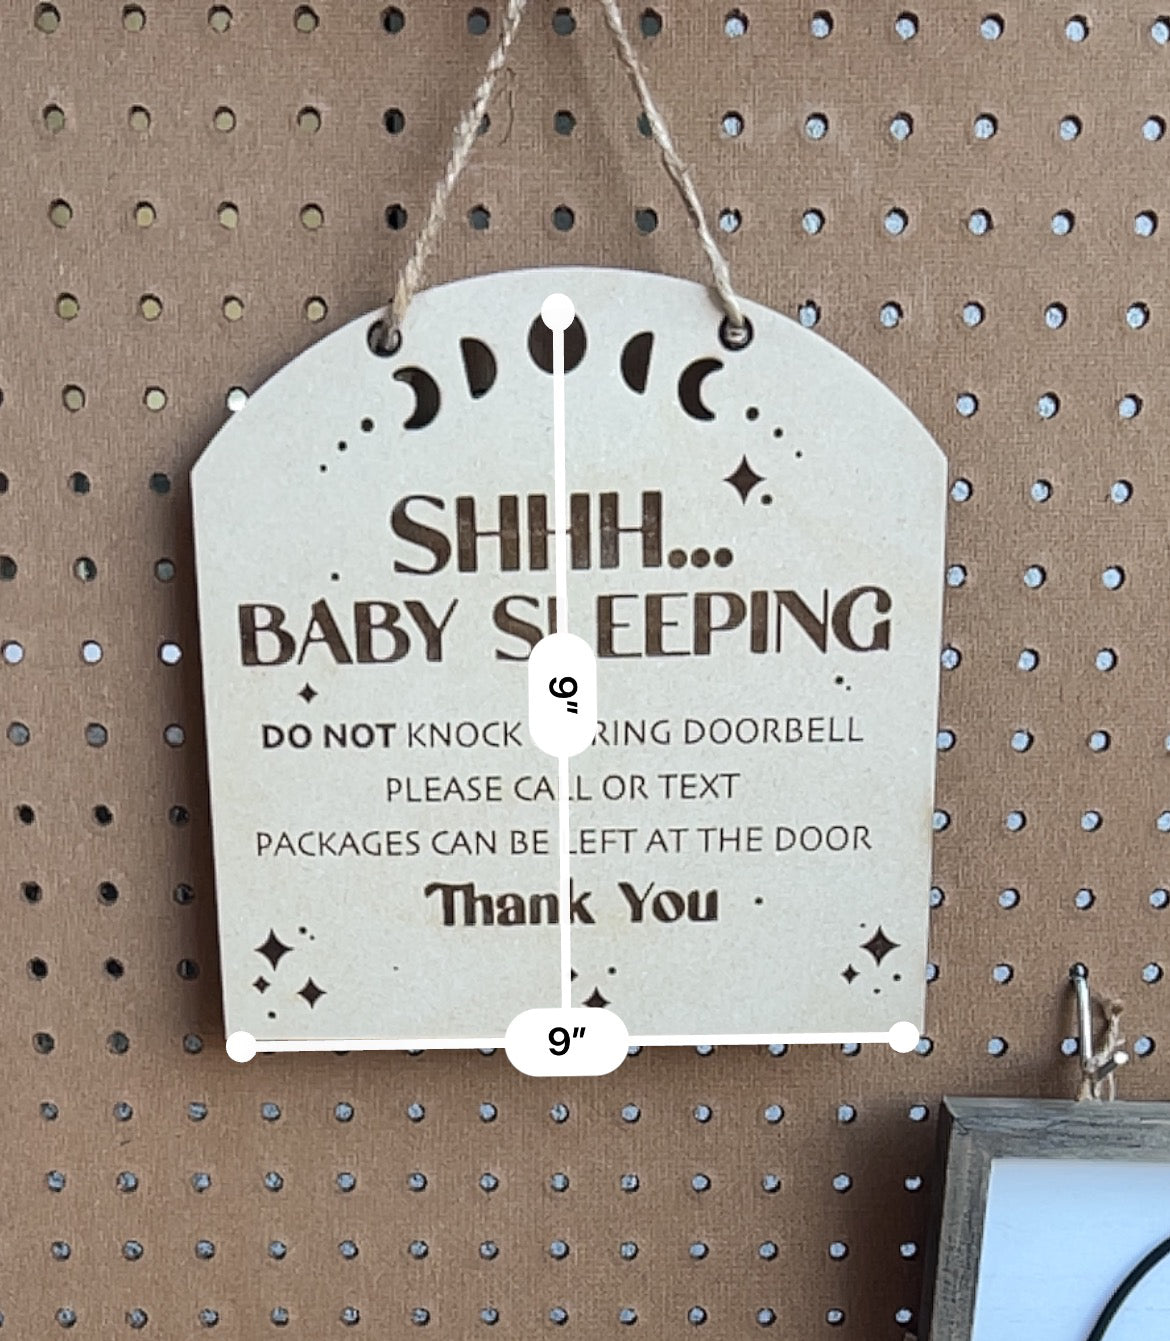 SHHH...
BABY SLEEPING
9"
DO NOT KNOCK RING DOORBELL
PLEASE CALL OR TEXT
PACKAGES CAN BE LEFT AT THE DOOR
Thank You
9"